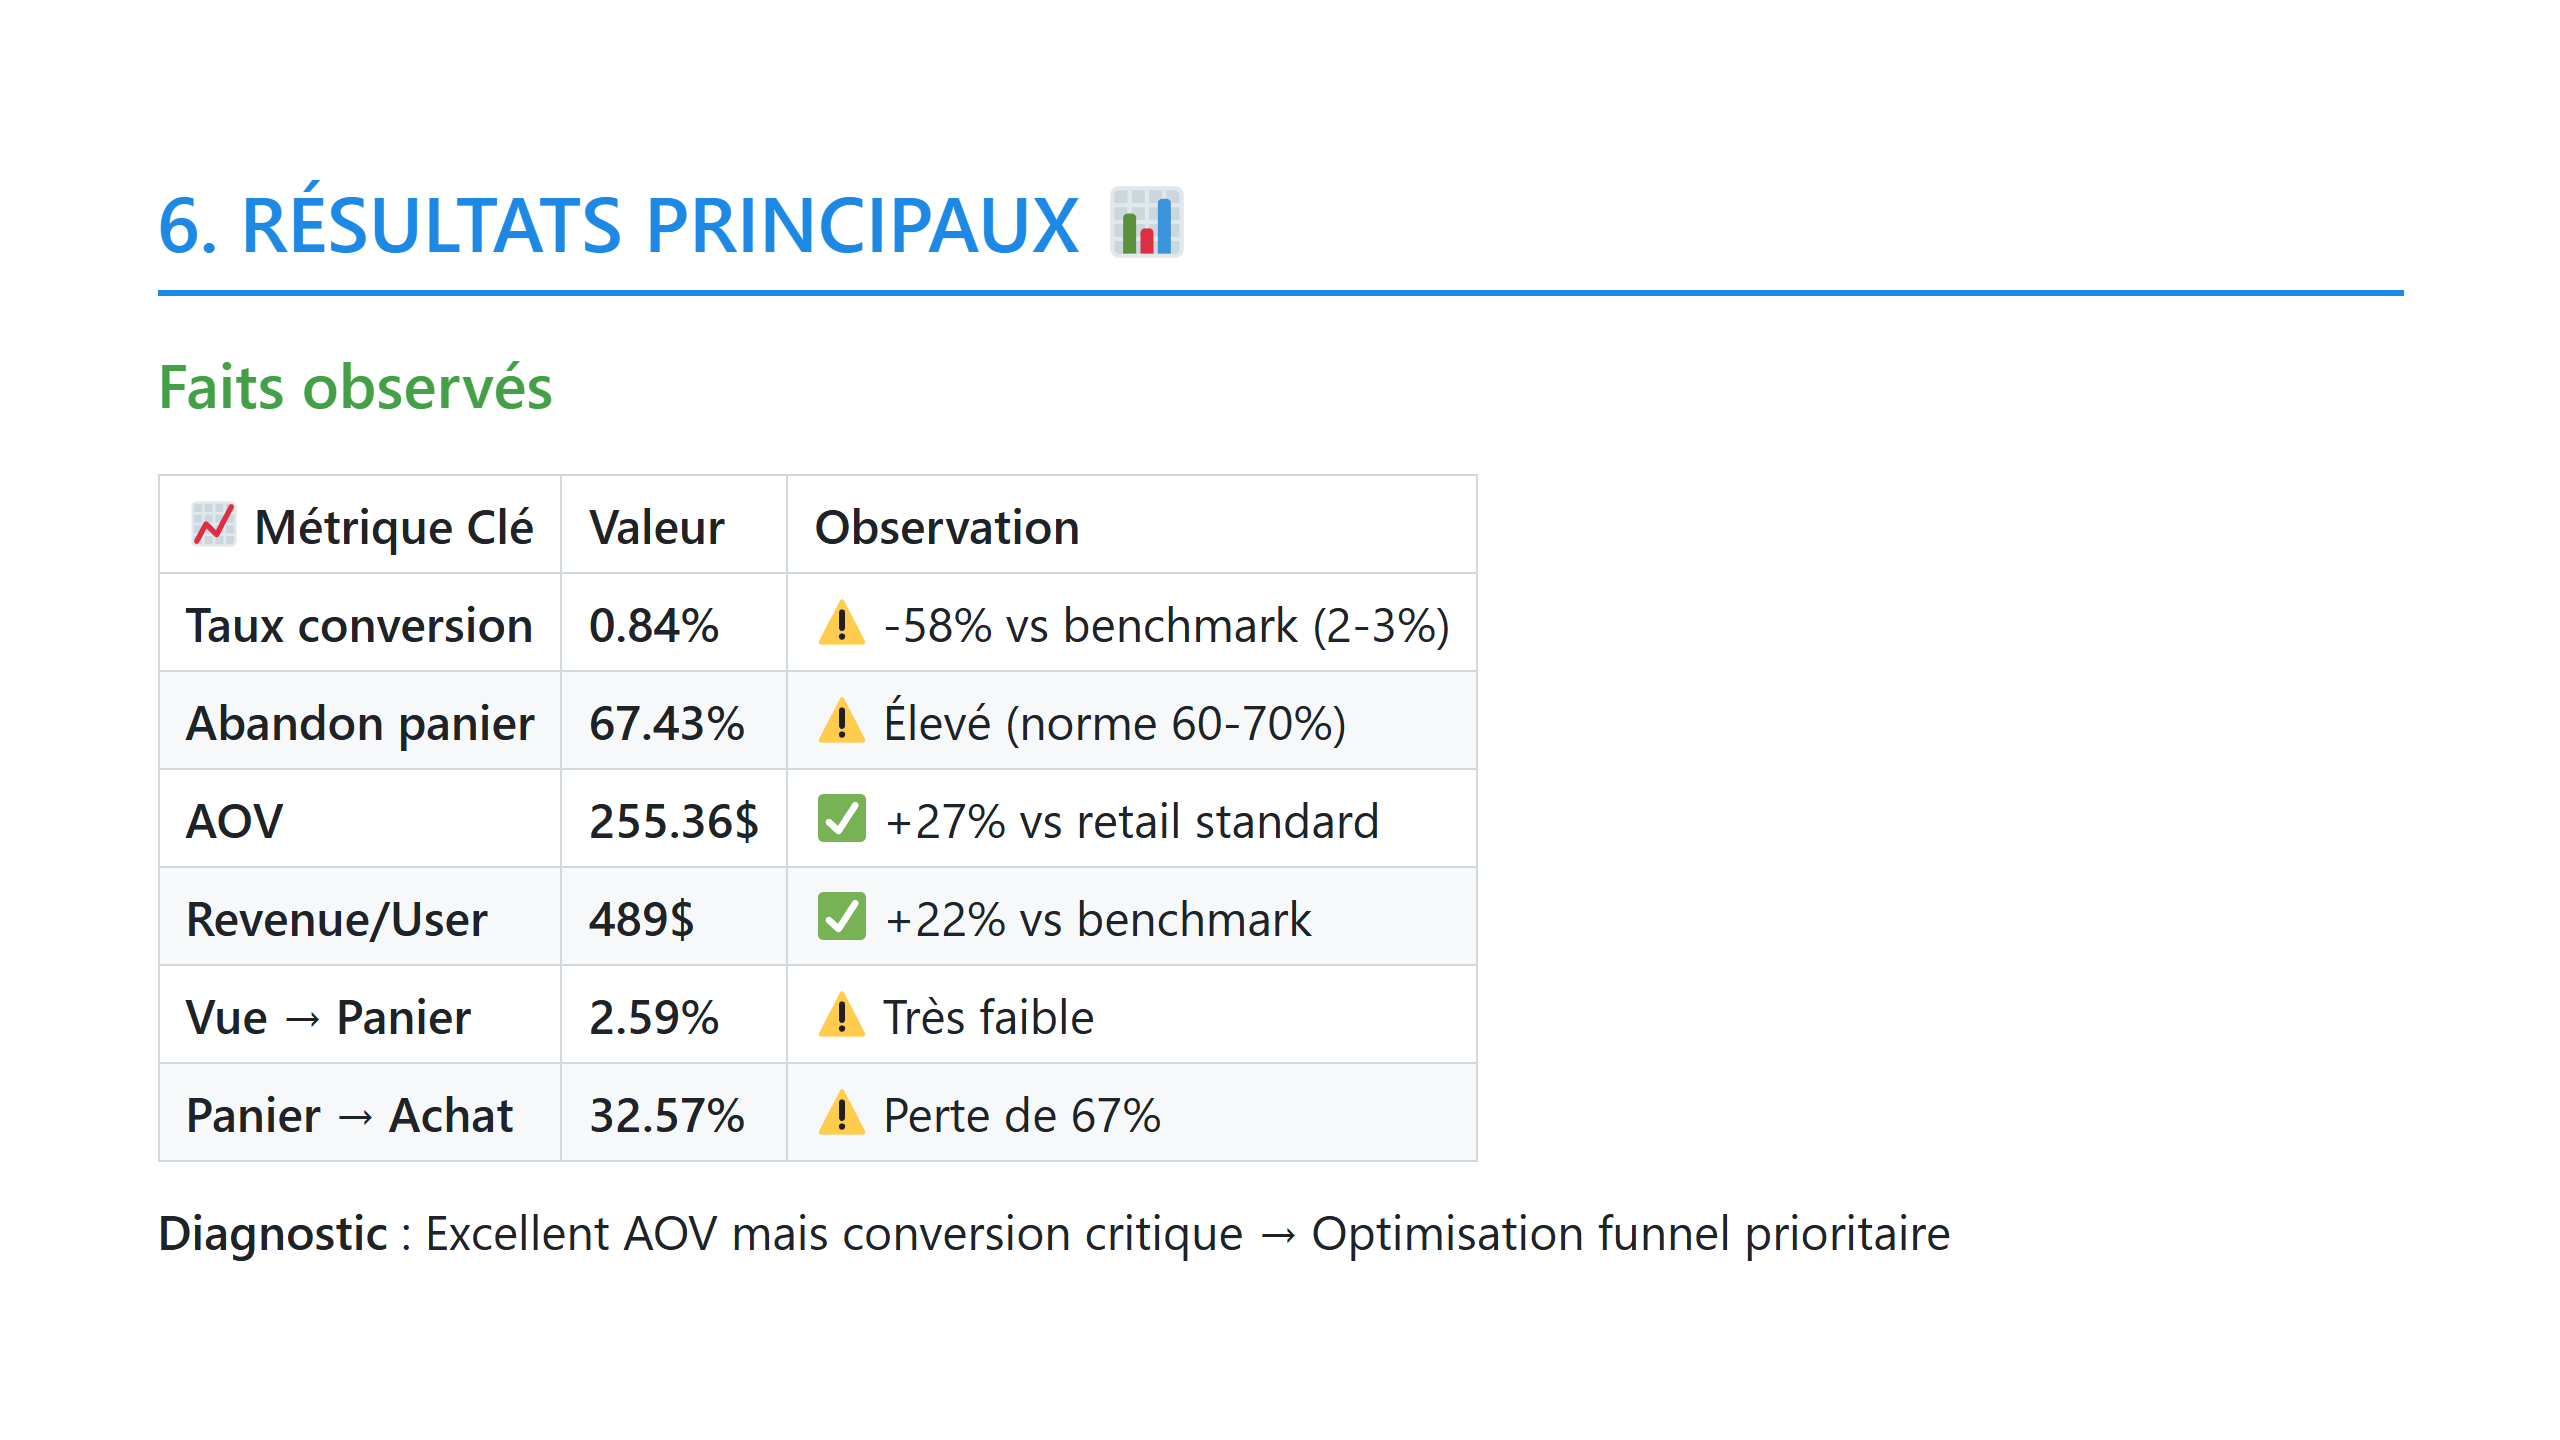 6. RÉSULTATS PRINCIPAUX 📊
Faits observés
📈 Métrique Clé Valeur Observation
Taux conversion 0.84% ⚠️ -58% vs benchmark (2-3%)
Abandon panier 67.43% ⚠️ Élevé (norme 60-70%)
AOV 255.36$ ✅ +27% vs retail standard
Revenue/User 489$ ✅ +22% vs benchmark
Vue → Panier 2.59% ⚠️ Très faible
Panier → Achat 32.57% ⚠️ Perte de 67%
Diagnostic : Excellent AOV mais conversion critique → Optimisation funnel prioritaire